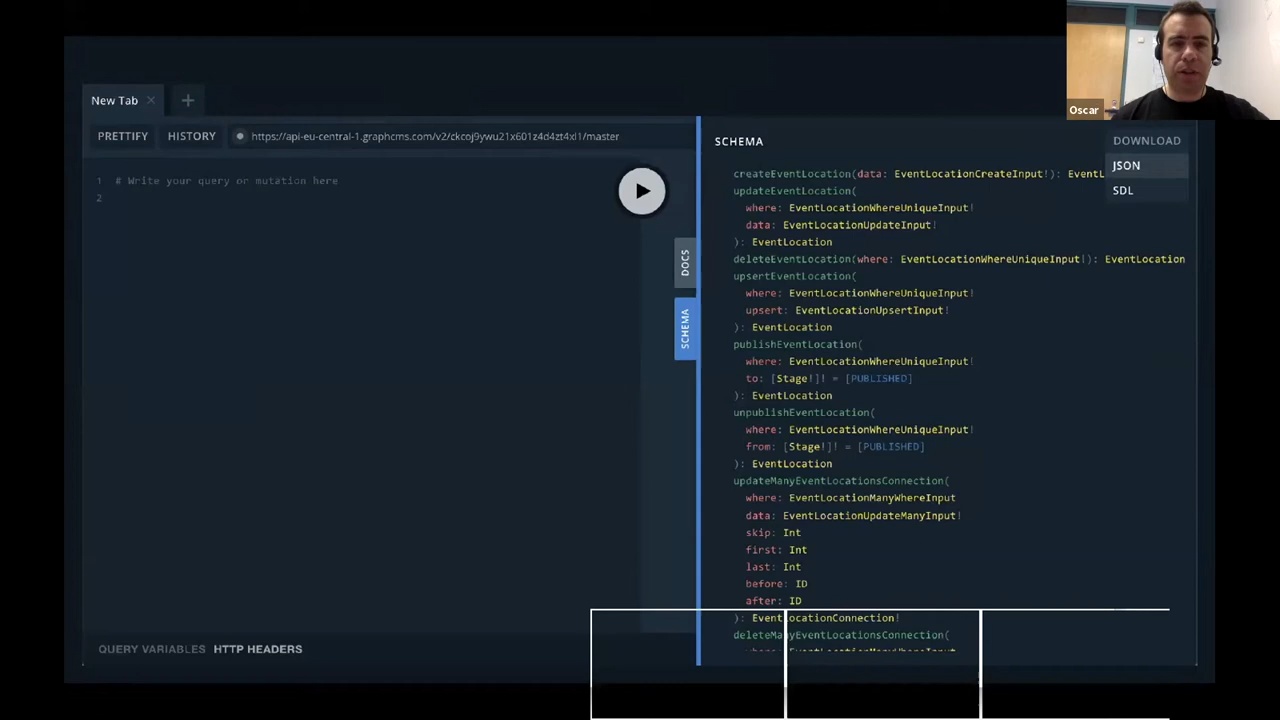 Oscar
New Tab
PRETTIFY HISTORY https://api-eu-central-1.graphcms.com/v2/ckcoj9ywu21x601z4d4zt4xl1/master
1 # Write your query or mutation here
2
DOCS
SCHEMA
SCHEMA
DOWNLOAD
JSON
SDL
createEventLocation(data: EventLocationCreateInput!): EventL
updateEventLocation(
where: EventLocationWhereUniqueInput!
data: EventLocationUpdateInput!
): EventLocation
deleteEventLocation(where: EventLocationWhereUniqueInput!): EventLocation
upsertEventLocation(
where: EventLocationWhereUniqueInput!
upsert: EventLocationUpsertInput!
): EventLocation
publishEventLocation(
where: EventLocationWhereUniqueInput!
to: [Stage!]! = [PUBLISHED]
): EventLocation
unpublishEventLocation(
where: EventLocationWhereUniqueInput!
from: [Stage!]! = [PUBLISHED]
): EventLocation
updateManyEventLocationsConnection(
where: EventLocationManyWhereInput
data: EventLocationUpdateManyInput!
skip: Int
first: Int
last: Int
before: ID
after: ID
): EventLocationConnection!
deleteManyEventLocationsConnection(
where: EventLocationManyWhereInput
QUERY VARIABLES HTTP HEADERS